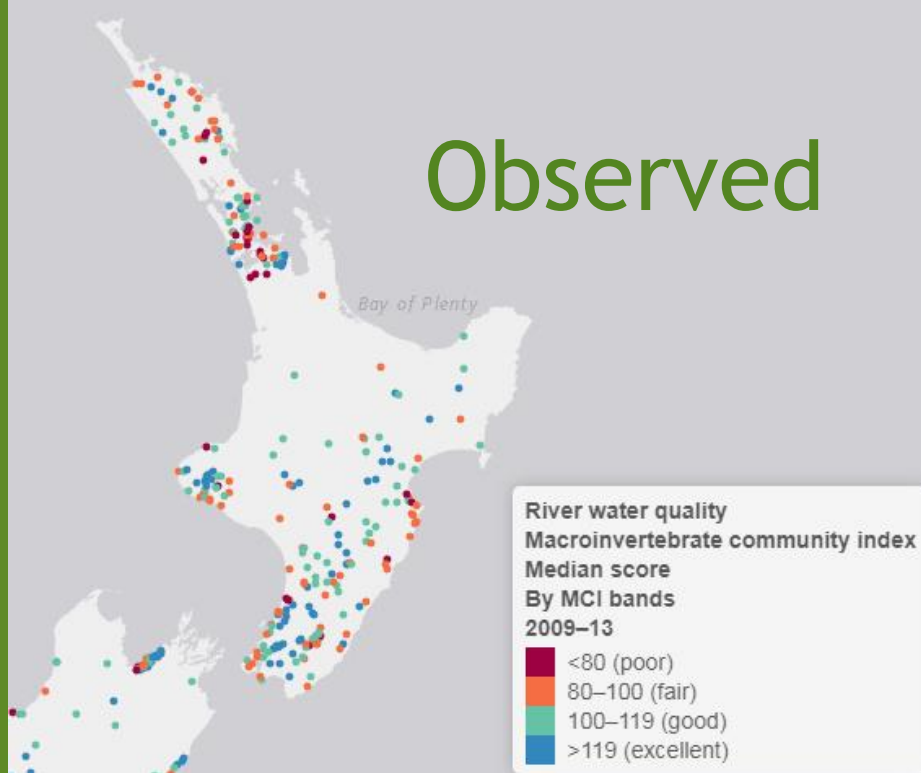 Observed
Bay of Plenty
River water quality
Macroinvertebrate community index
Median score
By MCI bands
2009–13
<80 (poor)
80–100 (fair)
100–119 (good)
>119 (excellent)